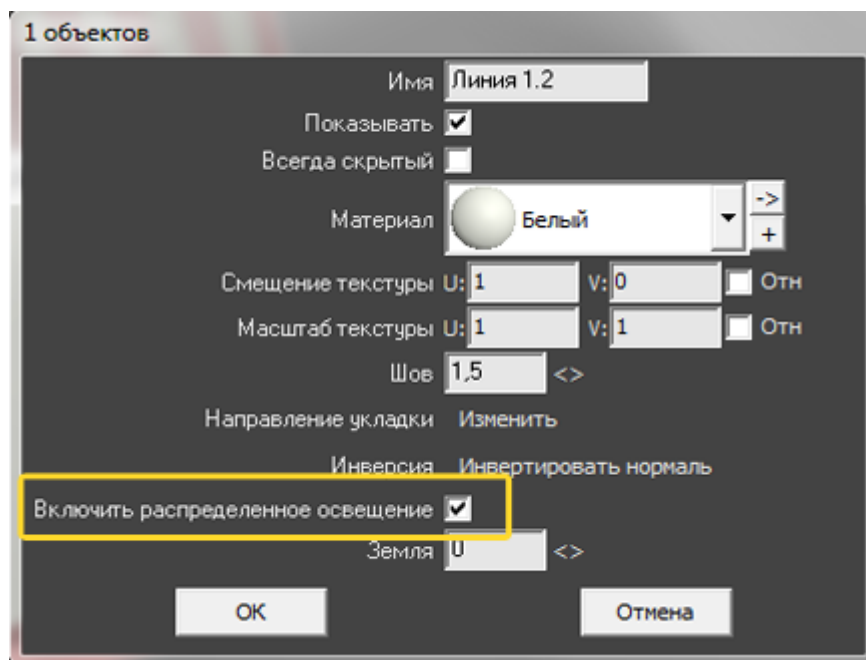 1 объектов
Имя Линия 1.2
Показывать
Всегда скрытый
Материал Белый ->
+
Смещение текстуры U: 1 V: 0 Отн
Масштаб текстуры U: 1 V: 1 Отн
Шов 1,5 <>
Направление укладки Изменить
Инверсия Инвертировать нормаль
Включить распределенное освещение
Земля 0 <>
OK Отмена